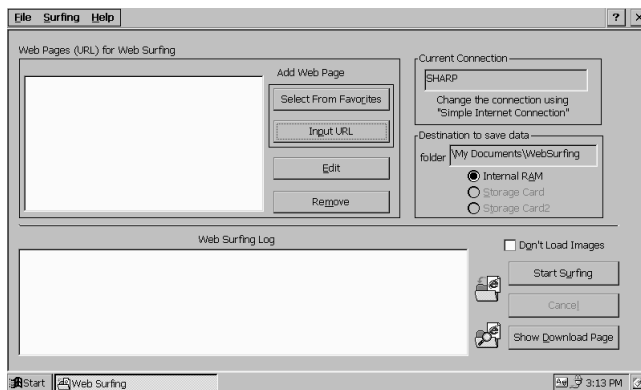 File Surfing Help ? ×
Web Pages (URL) for Web Surfing
Add Web Page
Select From Favorites
Input URL
Edit
Remove
Current Connection
SHARP
Change the connection using
"Simple Internet Connection"
Destination to save data
folder \My Documents\WebSurfing
Internal RAM
Storage Card
Storage Card2
Web Surfing Log
Don't Load Images
Start Surfing
Cancel
Show Download Page
Start Web Surfing 3:13 PM